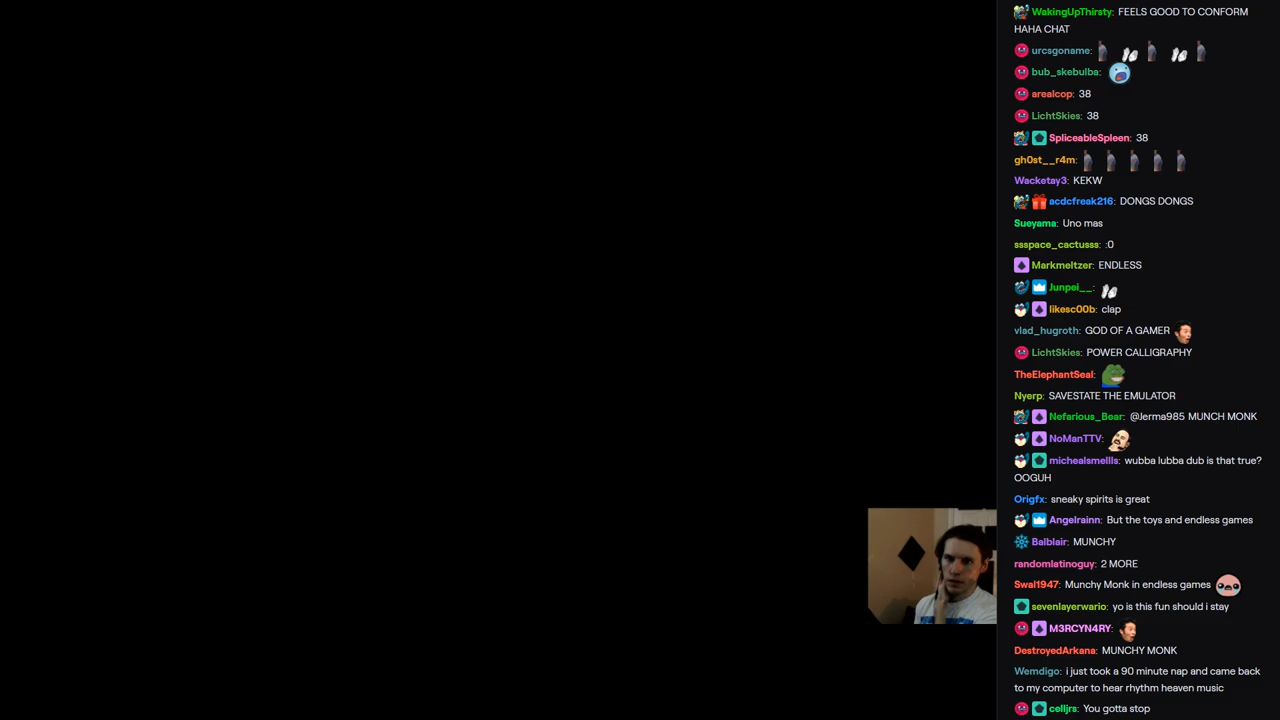 WakingUpThirsty: FEELS GOOD TO CONFORM
HAHA CHAT
urcsgoname:
bub_skebulba:
arealcop: 38
LichtSkies: 38
SpliceableSpleen: 38
gh0st__r4m:
Wacketay3: KEKW
acdcfreak216: DONGS DONGS
Sueyama: Uno mas
ssspace_cactusss: :0
Markmeltzer: ENDLESS
Junpei__:
likesc00b: clap
vlad_hugroth: GOD OF A GAMER
LichtSkies: POWER CALLIGRAPHY
TheElephantSeal:
Nyerp: SAVESTATE THE EMULATOR
Nefarious_Bear: @Jerma985 MUNCH MONK
NoManTTV:
michealsmellls: wubba lubba dub is that true?
OOGUH
Origfx: sneaky spirits is great
Angelrainn: But the toys and endless games
Balblair: MUNCHY
randomlatinoguy: 2 MORE
Swal1947: Munchy Monk in endless games
sevenlayerwario: yo is this fun should i stay
M3RCYN4RY:
DestroyedArkana: MUNCHY MONK
Wemdigo: i just took a 90 minute nap and came back
to my computer to hear rhythm heaven music
celljrs: You gotta stop